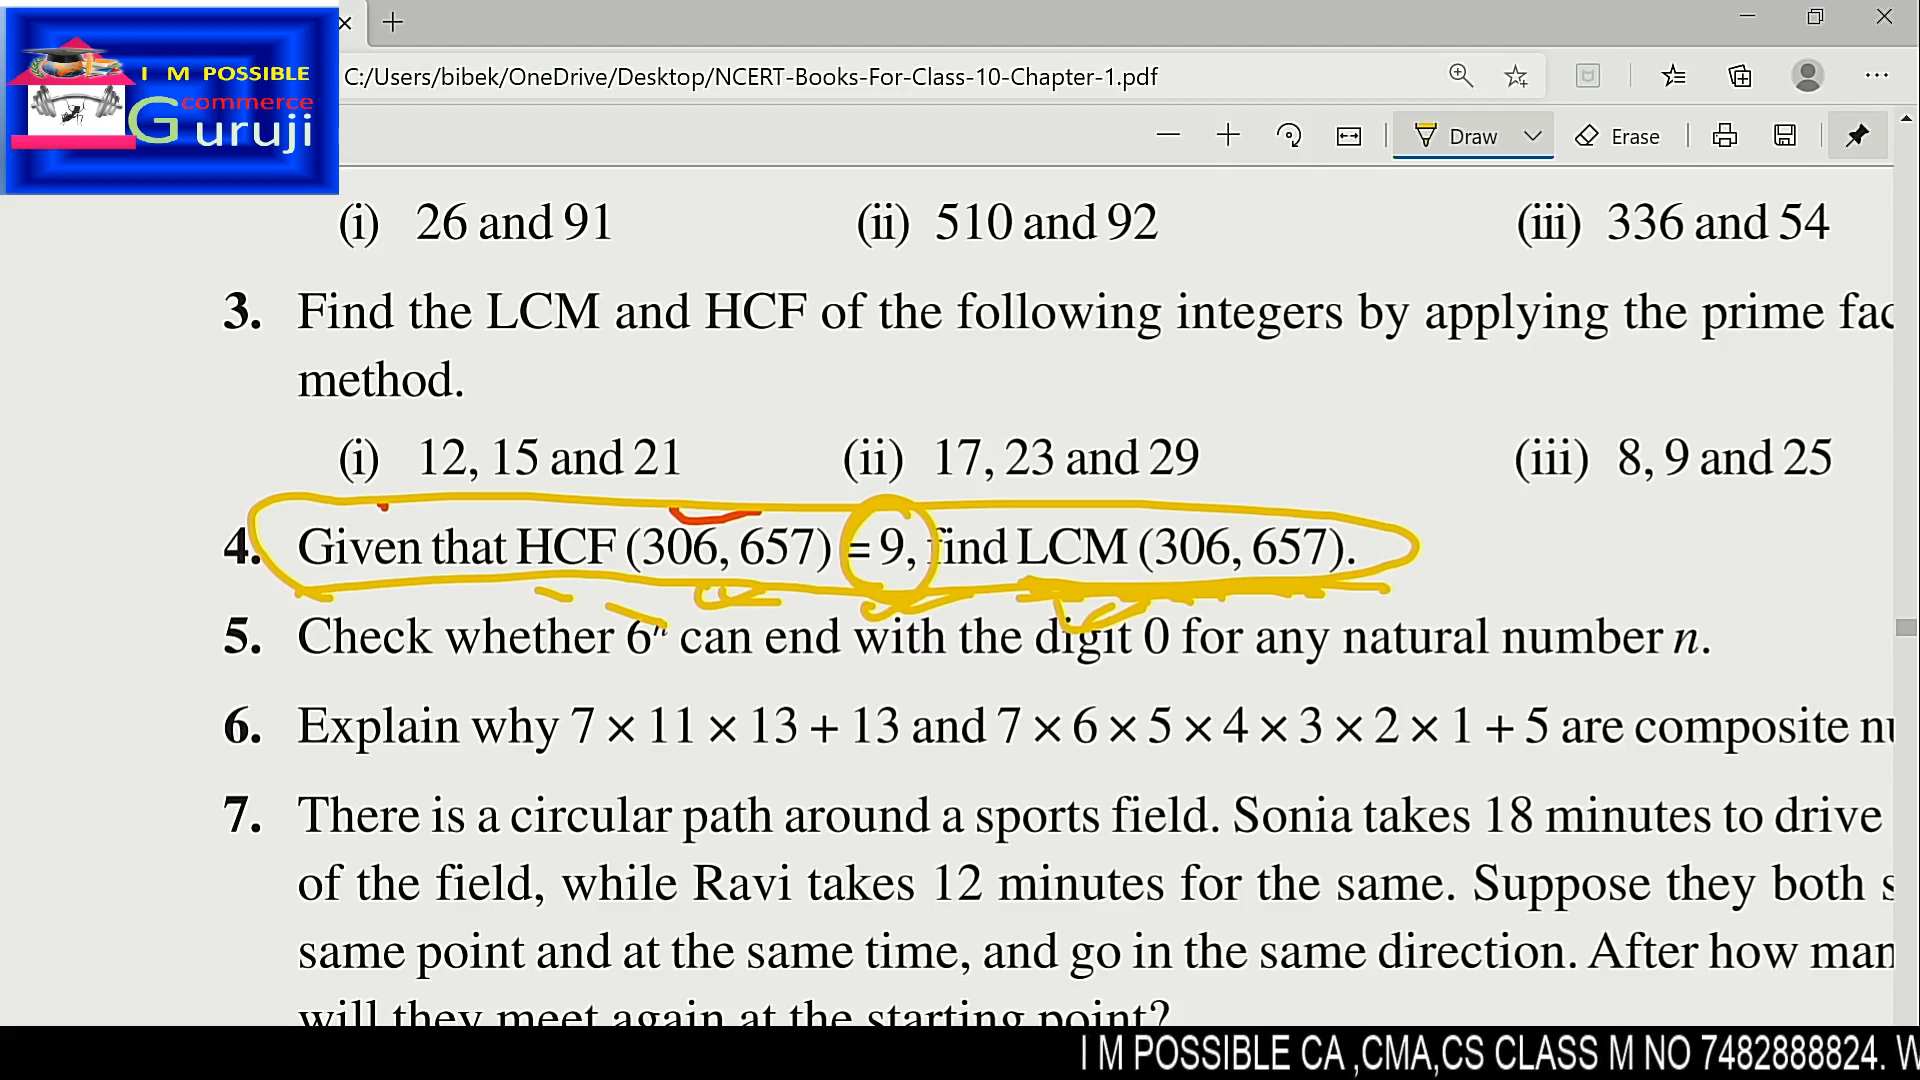 I M POSSIBLE
commerce
Guruji
C:/Users/bibek/OneDrive/Desktop/NCERT-Books-For-Class-10-Chapter-1.pdf
Draw
Erase
(i) 26 and 91 (ii) 510 and 92 (iii) 336 and 54
3. Find the LCM and HCF of the following integers by applying the prime fac
method.
(i) 12, 15 and 21 (ii) 17, 23 and 29 (iii) 8, 9 and 25
4. Given that HCF (306, 657) = 9, find LCM (306, 657).
5. Check whether 6ⁿ can end with the digit 0 for any natural number n.
6. Explain why 7 × 11 × 13 + 13 and 7 × 6 × 5 × 4 × 3 × 2 × 1 + 5 are composite nu
7. There is a circular path around a sports field. Sonia takes 18 minutes to drive
of the field, while Ravi takes 12 minutes for the same. Suppose they both s
same point and at the same time, and go in the same direction. After how man
will they meet again at the starting point?
I M POSSIBLE CA ,CMA,CS CLASS M NO 7482888824. W